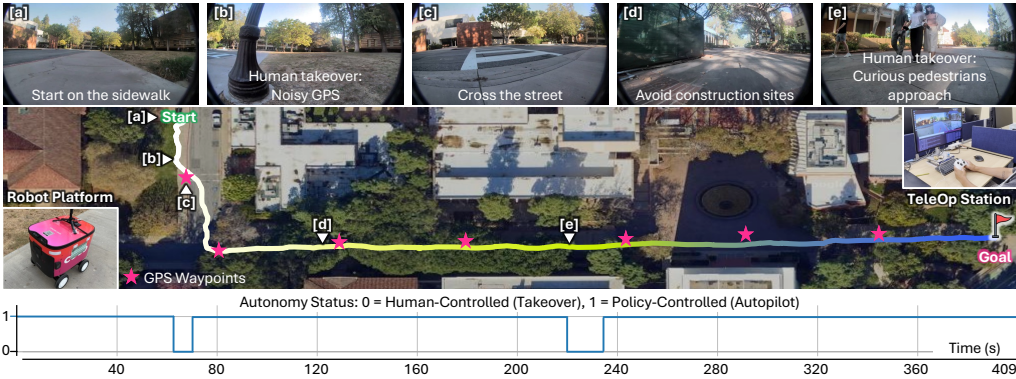 [a]
Start on the sidewalk
[b]
Human takeover:
Noisy GPS
[c]
Cross the street
[d]
Avoid construction sites
[e]
Human takeover:
Curious pedestrians
approach
[a] Start
[b]
[c]
[d]
[e]
Robot Platform
GPS Waypoints
TeleOp Station
Goal
Autonomy Status: 0 = Human-Controlled (Takeover), 1 = Policy-Controlled (Autopilot)
1
0
Time (s)
40 80 120 160 200 240 280 320 360 409